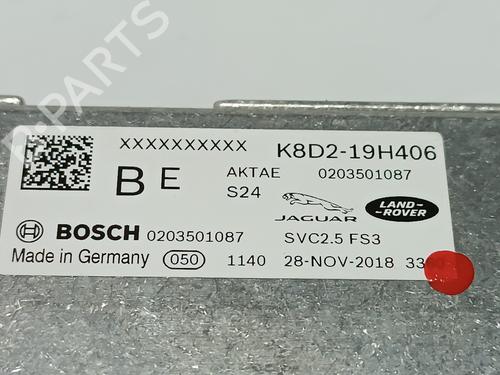 XXXXXXXXXX
K8D2-19H406
B E
AKTAE
0203501087
S24
JAGUAR
LAND-
ROVER
BOSCH 0203501087
SVC2.5 FS3
Made in Germany 050 1140 28-NOV-2018
B-PARTS